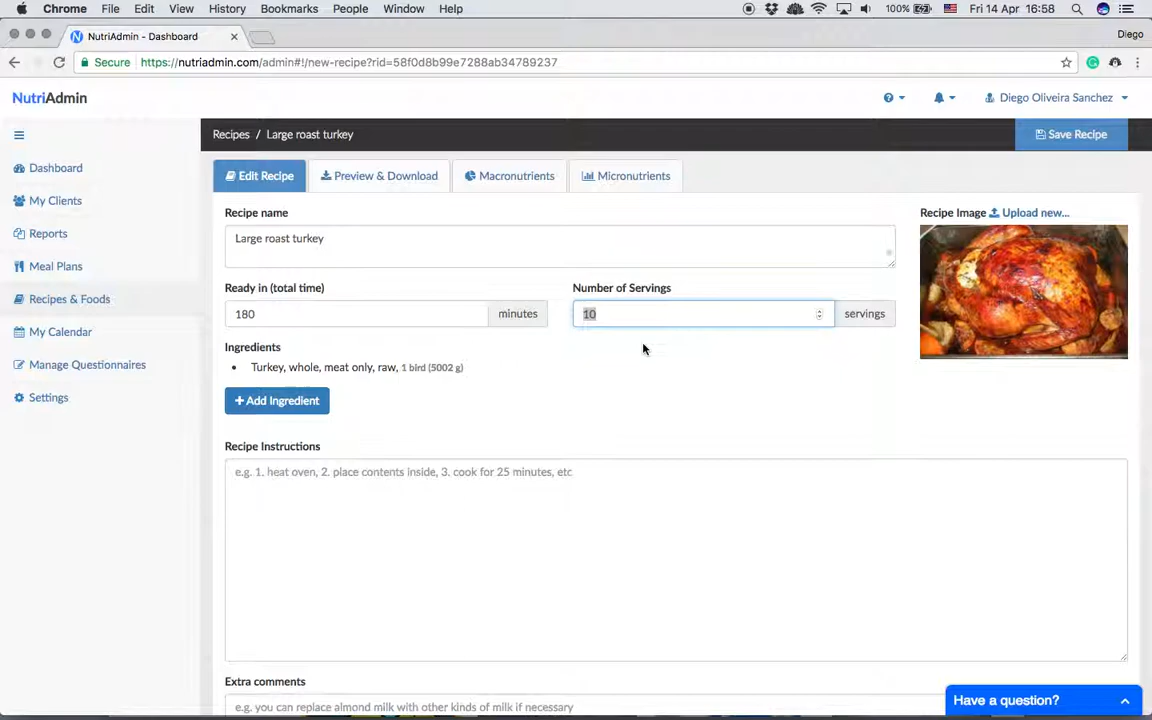 Chrome File Edit View History Bookmarks People Window Help 100% Fri 14 Apr 16:58
NutriAdmin - Dashboard
Diego
Secure https://nutriadmin.com/admin#!/new-recipe?rid=58f0d8b99e7288ab34789237
NutriAdmin
Diego Oliveira Sanchez
Recipes / Large roast turkey
Save Recipe
Dashboard
My Clients
Reports
Meal Plans
Recipes & Foods
My Calendar
Manage Questionnaires
Settings
Edit Recipe
Preview & Download
Macronutrients
Micronutrients
Recipe name
Large roast turkey
Recipe Image Upload new...
Ready in (total time)
180 minutes
Number of Servings
10 servings
Ingredients
• Turkey, whole, meat only, raw, 1 bird (5002 g)
+ Add Ingredient
Recipe Instructions
e.g. 1. heat oven, 2. place contents inside, 3. cook for 25 minutes, etc
Extra comments
e.g. you can replace almond milk with other kinds of milk if necessary
Have a question?